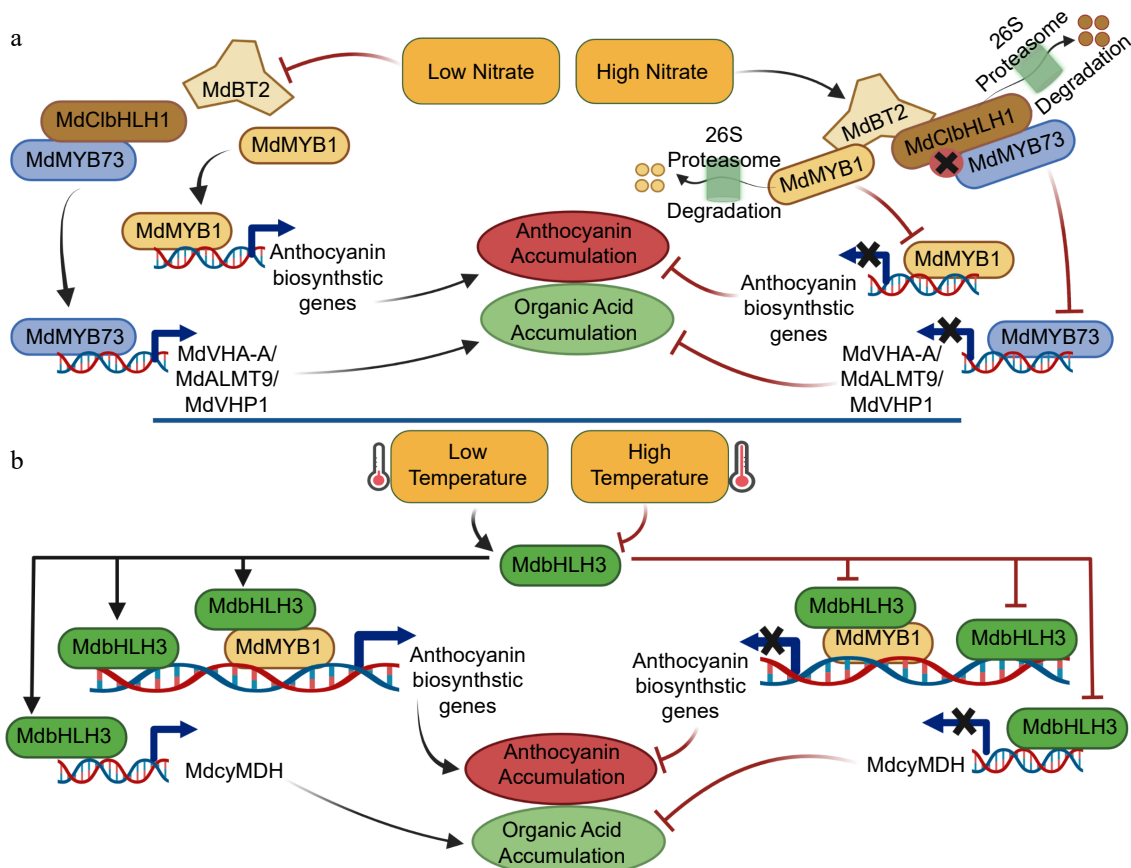 a
Low Nitrate
High Nitrate
MdBT2
MdClbHLH1
MdMYB73
MdMYB1
MdMYB1
Anthocyanin
biosynthstic
genes
MdMYB73
MdVHA-A/
MdALMT9/
MdVHP1
Anthocyanin
Accumulation
Organic Acid
Accumulation
26S
Proteasome
Degradation
MdBT2
MdMYB1
MdClbHLH1
MdMYB73
26S
Proteasome
Degradation
MdMYB1
Anthocyanin
biosynthstic
genes
MdMYB73
MdVHA-A/
MdALMT9/
MdVHP1
b
Low
Temperature
High
Temperature
MdbHLH3
MdbHLH3
MdbHLH3
MdMYB1
Anthocyanin
biosynthstic
genes
MdbHLH3
MdcyMDH
Anthocyanin
Accumulation
Organic Acid
Accumulation
MdbHLH3
MdMYB1
MdbHLH3
Anthocyanin
biosynthstic
genes
MdbHLH3
MdcyMDH